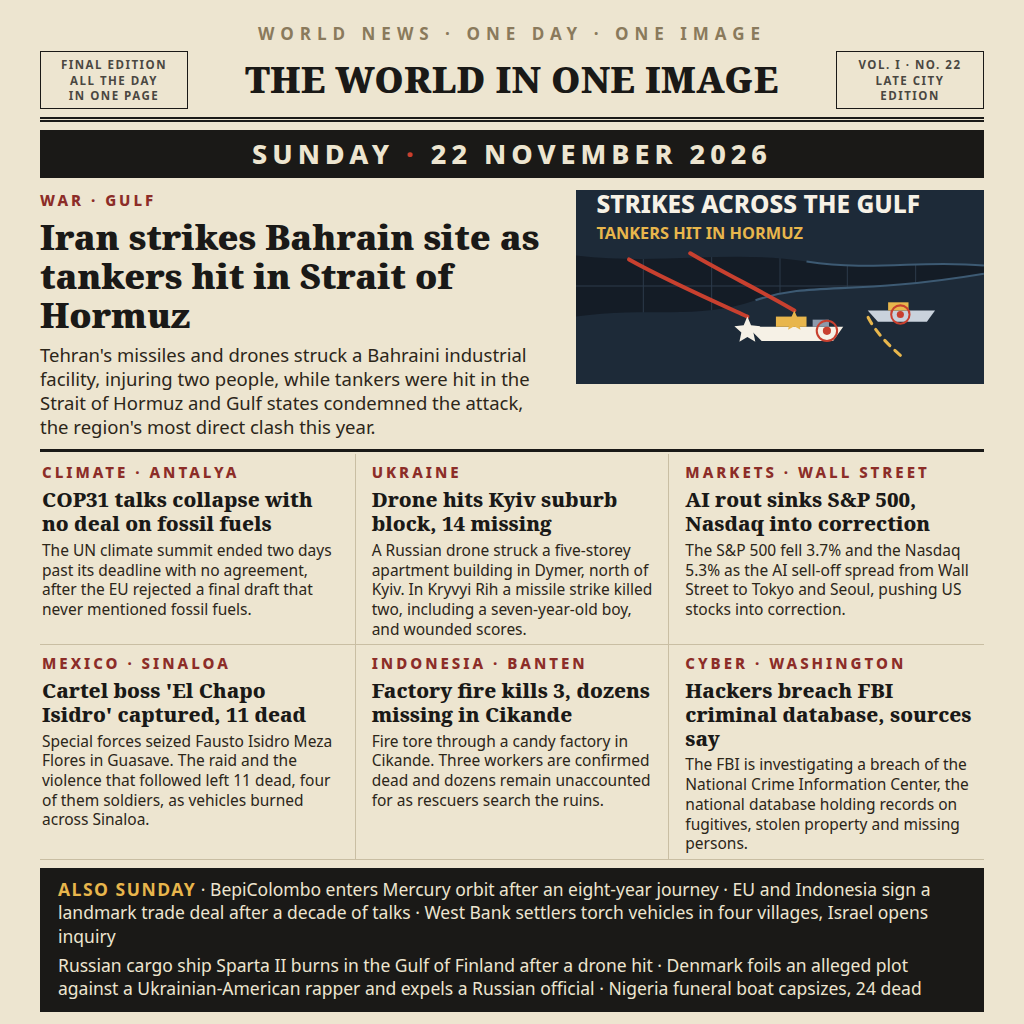 WORLD NEWS · ONE DAY · ONE IMAGE
FINAL EDITION
ALL THE DAY
IN ONE PAGE
THE WORLD IN ONE IMAGE
VOL. I · NO. 22
LATE CITY
EDITION
SUNDAY · 22 NOVEMBER 2026
WAR · GULF
Iran strikes Bahrain site as
tankers hit in Strait of
Hormuz
Tehran's missiles and drones struck a Bahraini industrial
facility, injuring two people, while tankers were hit in the
Strait of Hormuz and Gulf states condemned the attack,
the region's most direct clash this year.
STRIKES ACROSS THE GULF
TANKERS HIT IN HORMUZ
CLIMATE · ANTALYA
COP31 talks collapse with
no deal on fossil fuels
The UN climate summit ended two days
past its deadline with no agreement,
after the EU rejected a final draft that
never mentioned fossil fuels.
UKRAINE
Drone hits Kyiv suburb
block, 14 missing
A Russian drone struck a five-storey
apartment building in Dymer, north of
Kyiv. In Kryvyi Rih a missile strike killed
two, including a seven-year-old boy,
and wounded scores.
MARKETS · WALL STREET
AI rout sinks S&P 500,
Nasdaq into correction
The S&P 500 fell 3.7% and the Nasdaq
5.3% as the AI sell-off spread from Wall
Street to Tokyo and Seoul, pushing US
stocks into correction.
MEXICO · SINALOA
Cartel boss 'El Chapo
Isidro' captured, 11 dead
Special forces seized Fausto Isidro Meza
Flores in Guasave. The raid and the
violence that followed left 11 dead, four
of them soldiers, as vehicles burned
across Sinaloa.
INDONESIA · BANTEN
Factory fire kills 3, dozens
missing in Cikande
Fire tore through a candy factory in
Cikande. Three workers are confirmed
dead and dozens remain unaccounted
for as rescuers search the ruins.
CYBER · WASHINGTON
Hackers breach FBI
criminal database, sources
say
The FBI is investigating a breach of the
National Crime Information Center, the
national database holding records on
fugitives, stolen property and missing
persons.
ALSO SUNDAY · BepiColombo enters Mercury orbit after an eight-year journey · EU and Indonesia sign a
landmark trade deal after a decade of talks · West Bank settlers torch vehicles in four villages, Israel opens
inquiry
Russian cargo ship Sparta II burns in the Gulf of Finland after a drone hit · Denmark foils an alleged plot
against a Ukrainian-American rapper and expels a Russian official · Nigeria funeral boat capsizes, 24 dead